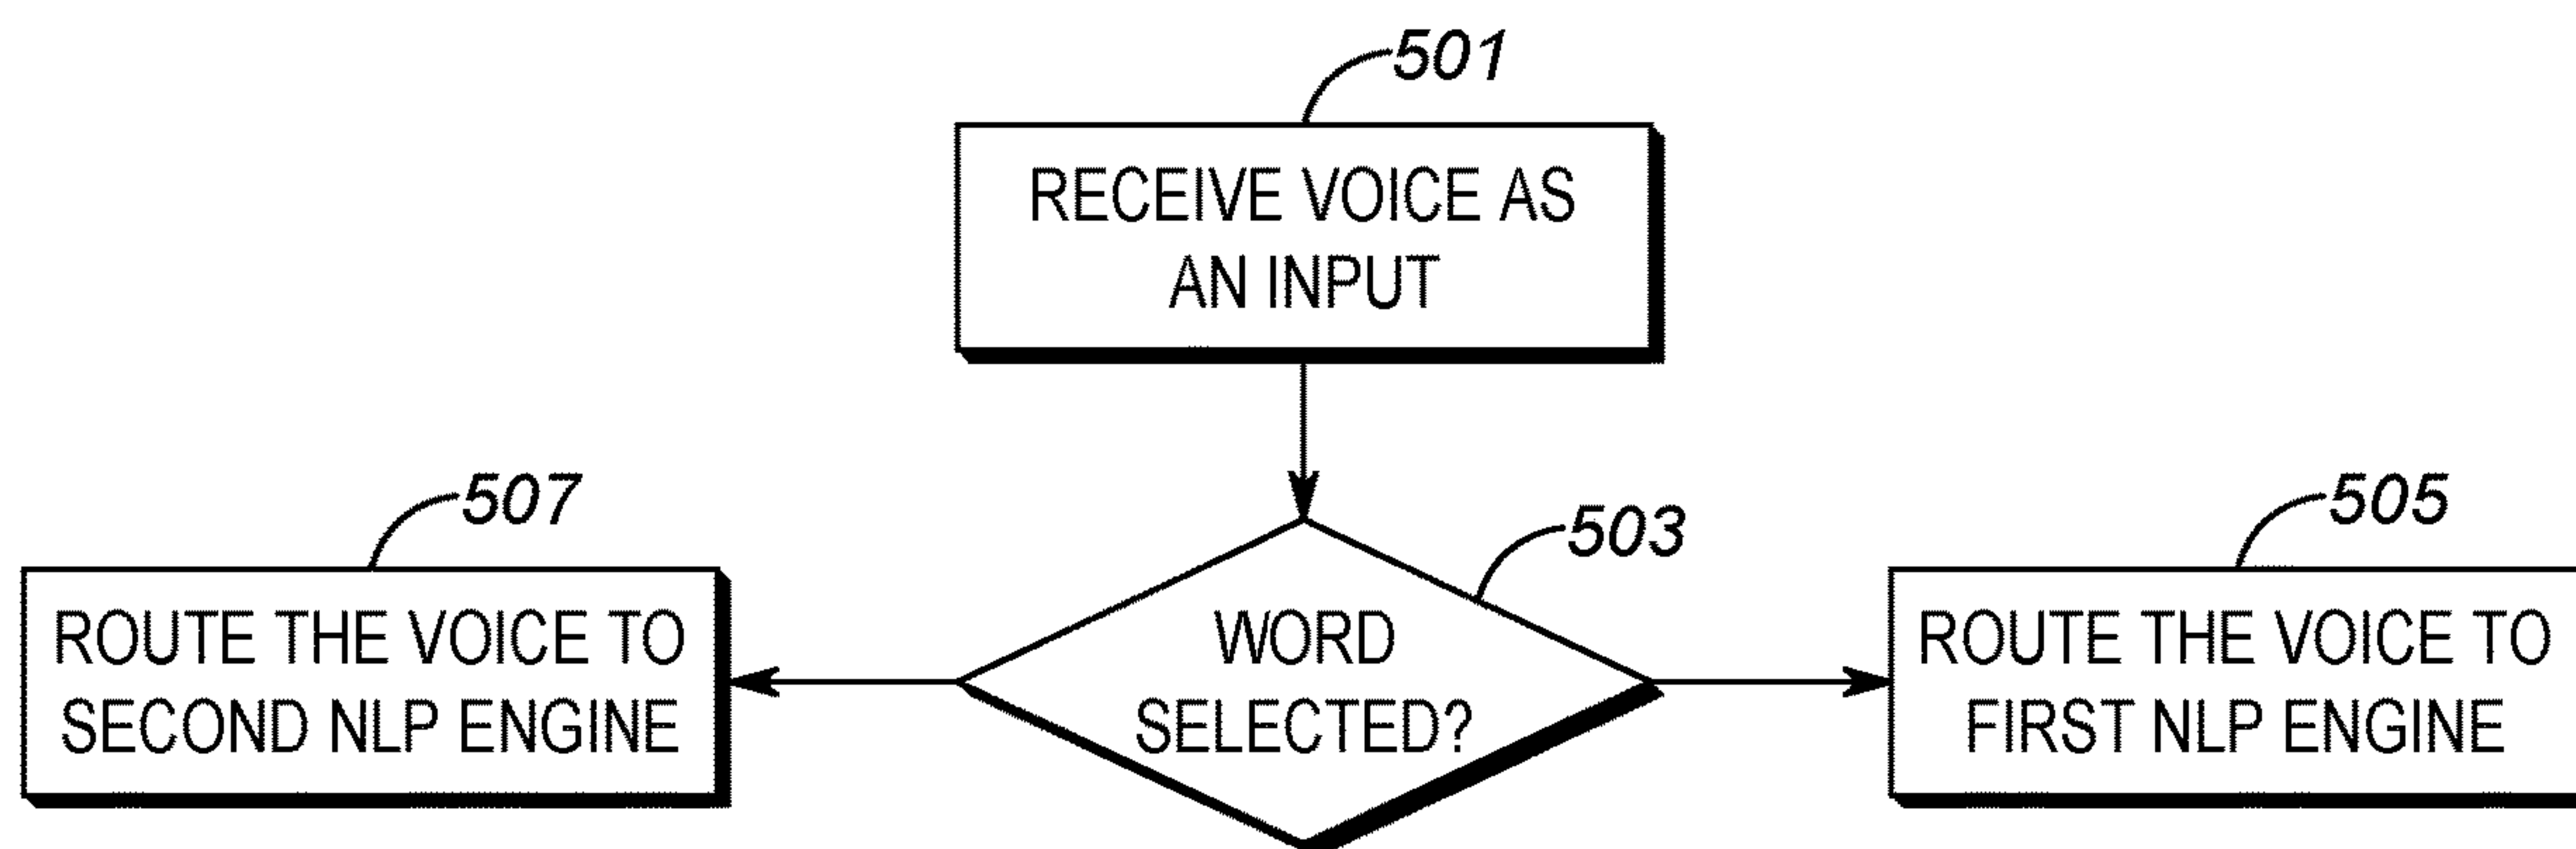 501
RECEIVE VOICE AS
AN INPUT
507
ROUTE THE VOICE TO
SECOND NLP ENGINE
503
WORD
SELECTED?
505
ROUTE THE VOICE TO
FIRST NLP ENGINE